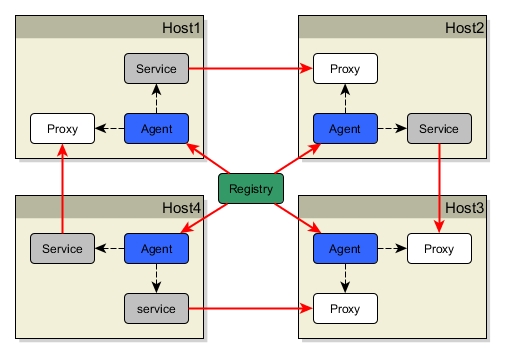 Host1
Service
Proxy
Agent
Host2
Proxy
Agent
Service
Registry
Host4
Service
Agent
service
Host3
Agent
Proxy
Proxy